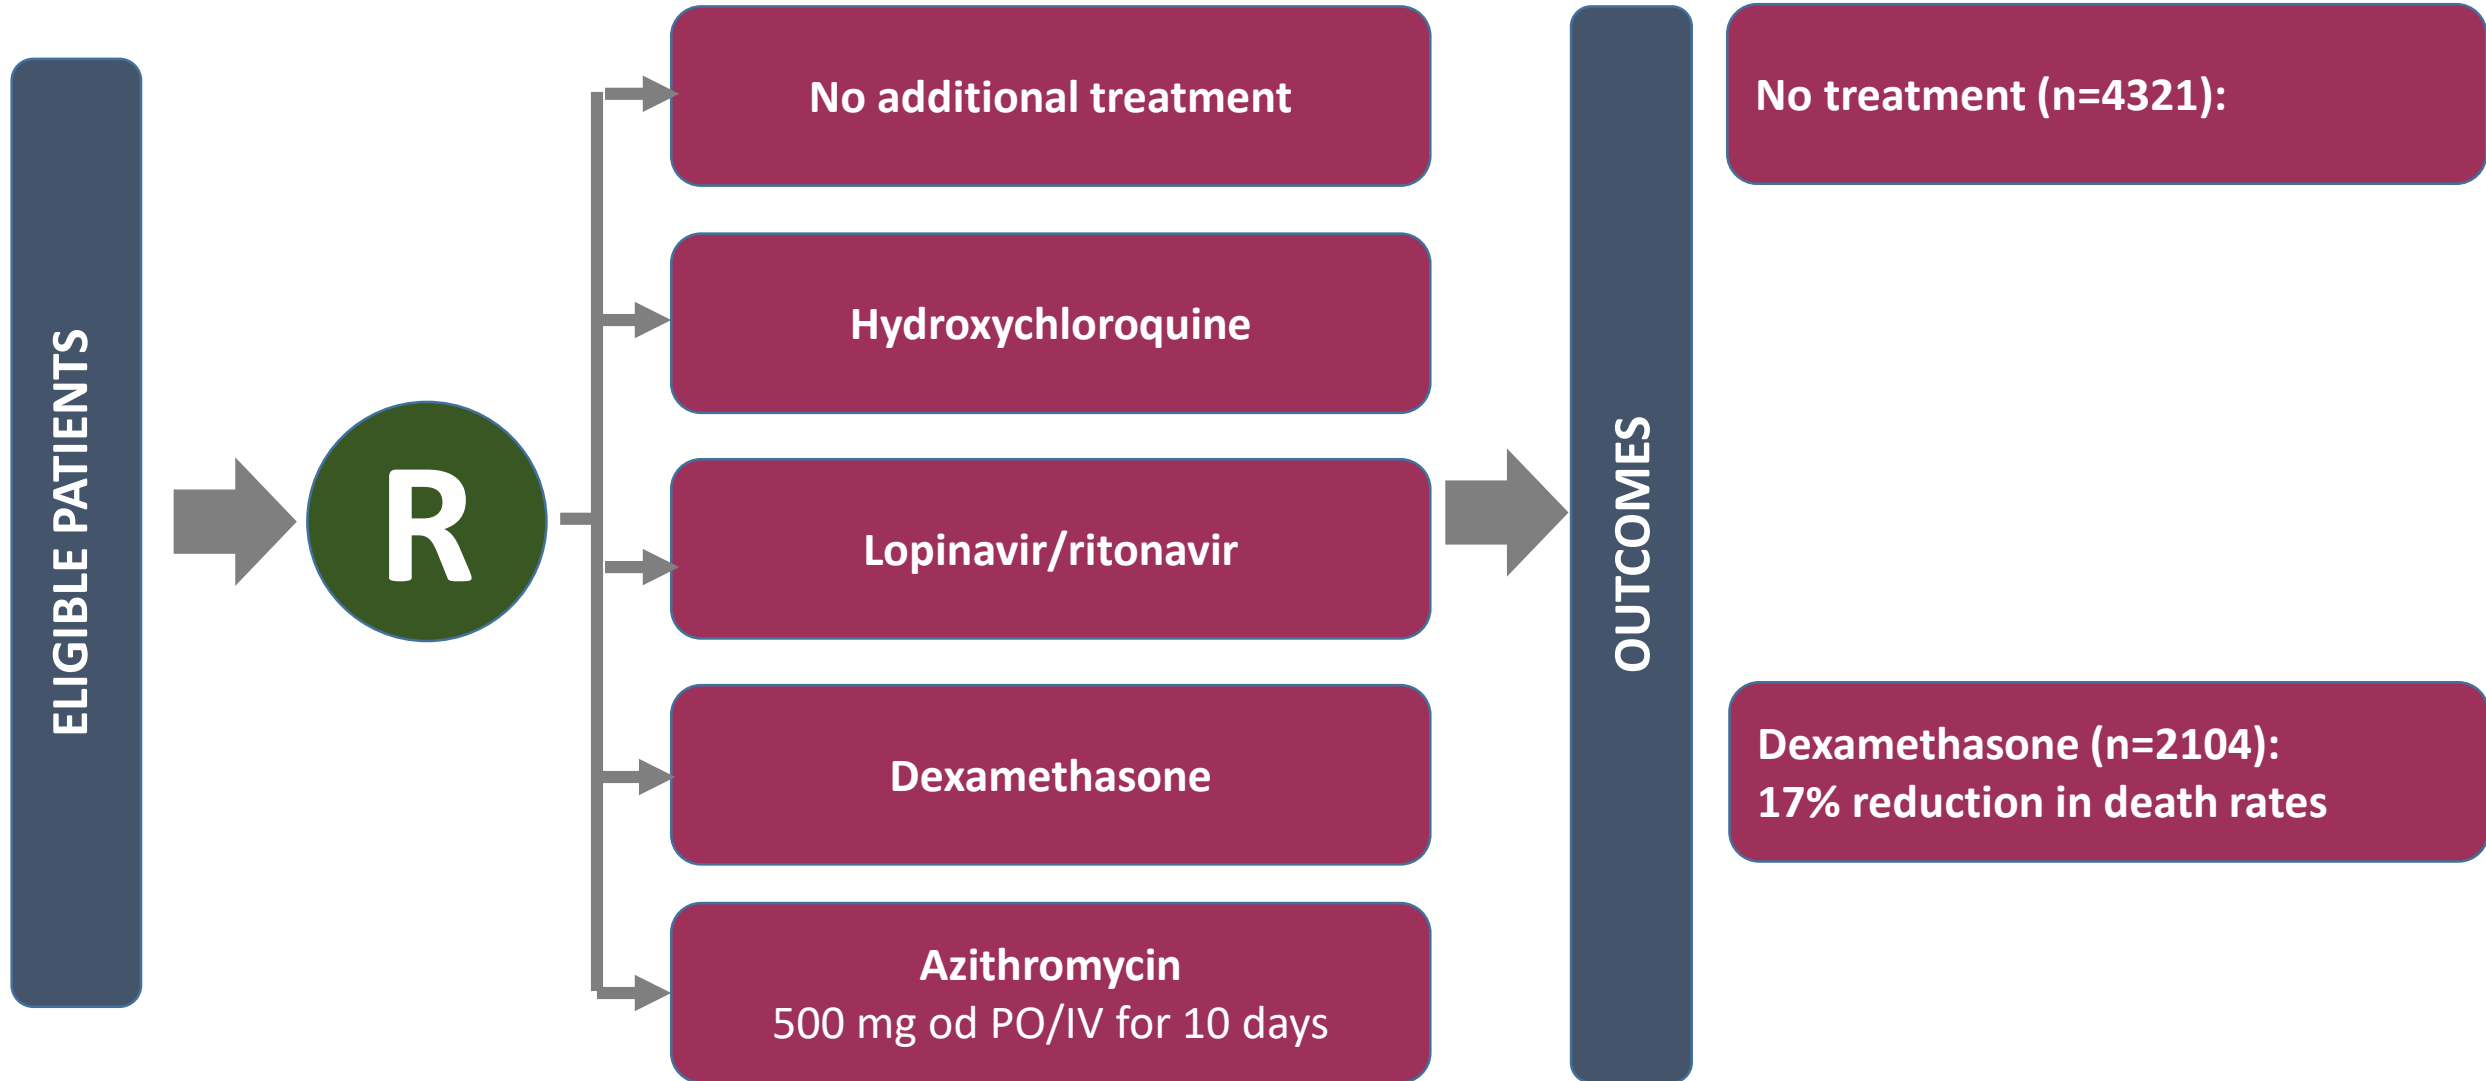 ELIGIBLE PATIENTS
R
No additional treatment
Hydroxychloroquine
Lopinavir/ritonavir
Dexamethasone
Azithromycin
500 mg od PO/IV for 10 days
OUTCOMES
No treatment (n=4321):
Dexamethasone (n=2104):
17% reduction in death rates